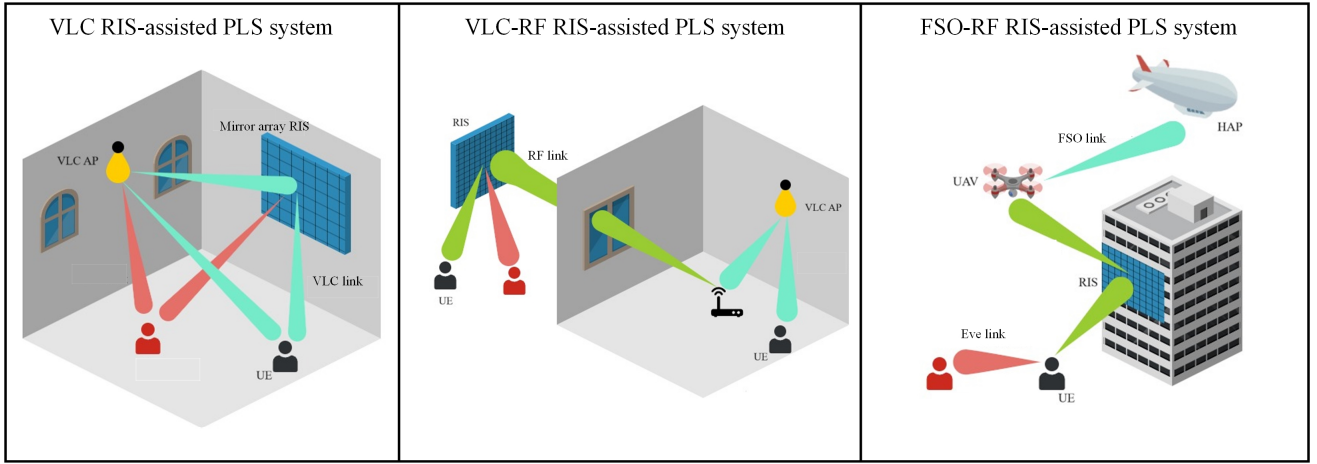 VLC RIS-assisted PLS system
Mirror array RIS
VLC AP
VLC link
UE
VLC-RF RIS-assisted PLS system
RIS
RF link
VLC AP
UE
UE
FSO-RF RIS-assisted PLS system
FSO link
HAP
UAV
RIS
Eve link
UE